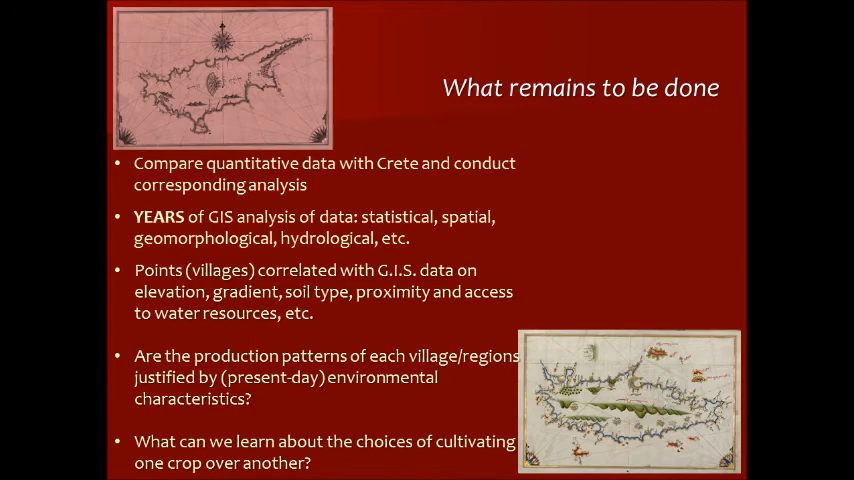 What remains to be done
• Compare quantitative data with Crete and conduct
corresponding analysis
• YEARS of GIS analysis of data: statistical, spatial,
geomorphological, hydrological, etc.
• Points (villages) correlated with G.I.S. data on
elevation, gradient, soil type, proximity and access
to water resources, etc.
• Are the production patterns of each village/regions
justified by (present-day) environmental
characteristics?
• What can we learn about the choices of cultivating
one crop over another?